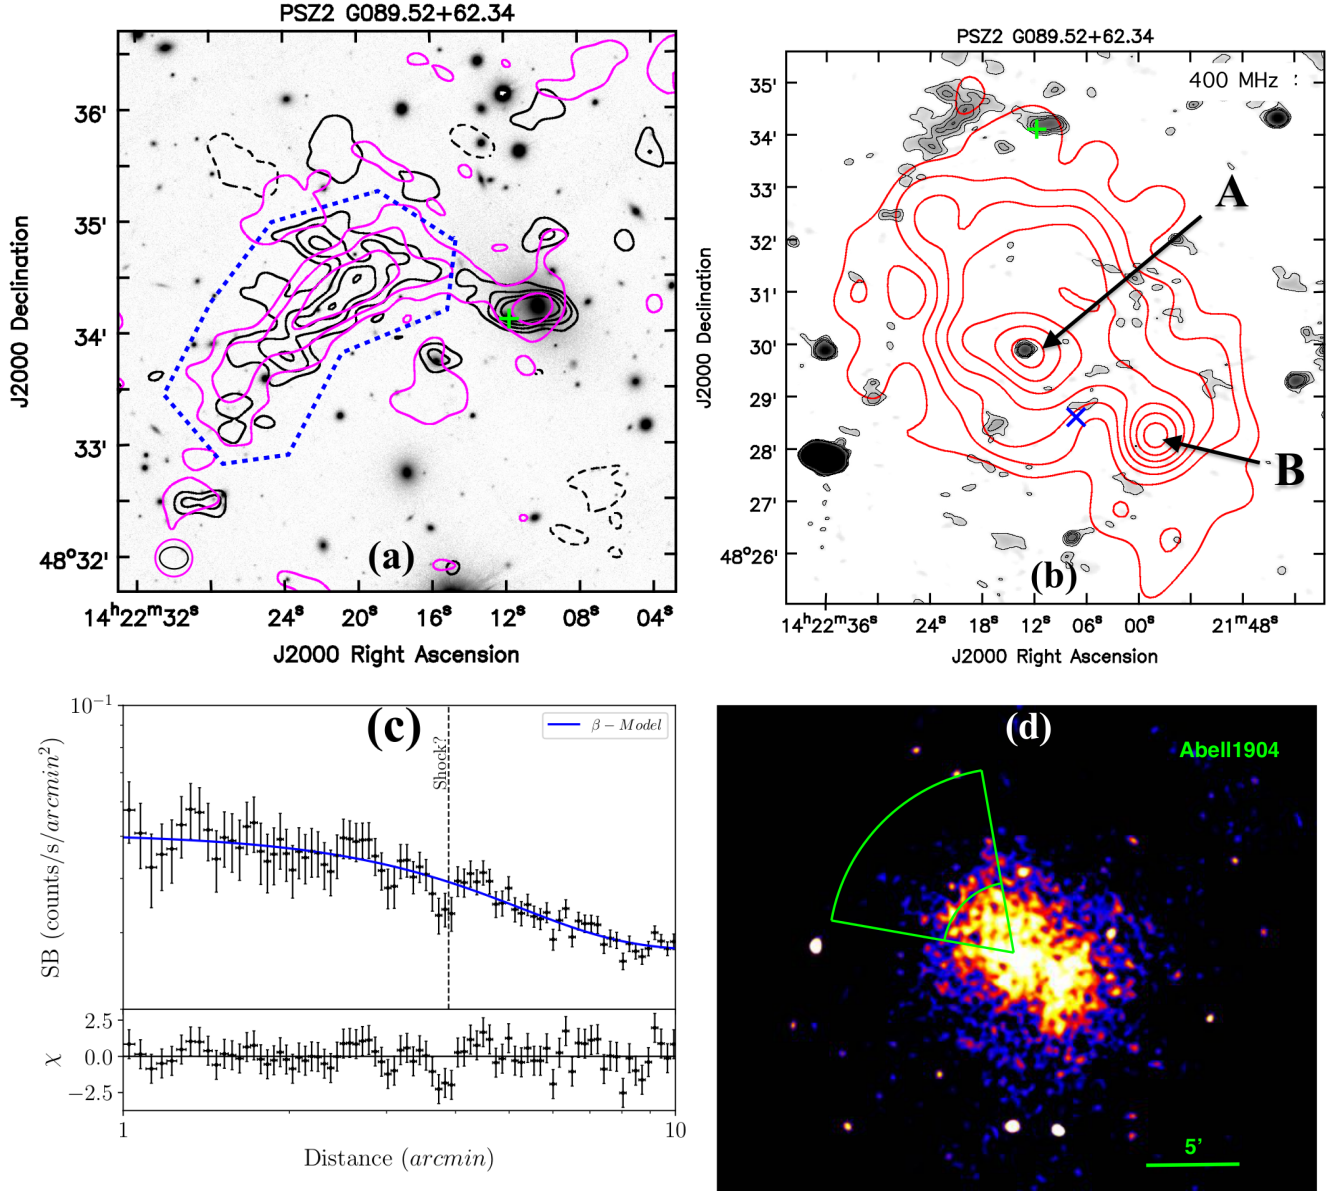 PSZ2 G089.52+62.34
36'
35'
34'
33'
48°32'
J2000 Declination
(a)
14ʰ22ᵐ32ˢ
24ˢ
20ˢ
16ˢ
12ˢ
08ˢ
04ˢ
J2000 Right Ascension
PSZ2 G089.52+62.34
400 MHz :
35'
34'
33'
32'
31'
30'
29'
28'
27'
48°26'
J2000 Declination
A
B
(b)
14ʰ22ᵐ36ˢ
24ˢ
18ˢ
12ˢ
06ˢ
00ˢ
21ᵐ48ˢ
J2000 Right Ascension
10⁻¹
(c)
β − Model
Shock?
SB (counts/s/arcmin²)
2.5
0.0
−2.5
χ
1
10
Distance (arcmin)
(d)
Abell1904
5'